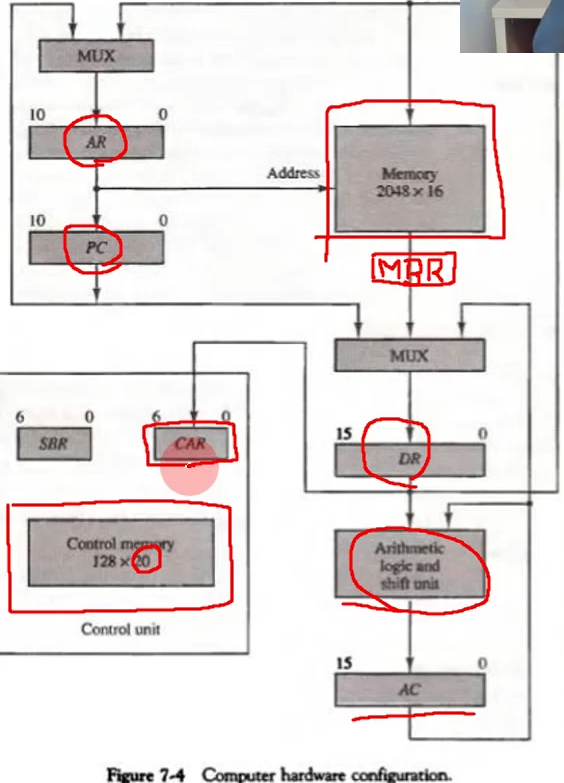 MUX
10 0
AR
Address
Memory
2048 × 16
10 0
PC
MBR
MUX
6 0
SBR
6 0
CAR
15 0
DR
Control memory
128 × 20
Arithmetic
logic and
shift unit
Control unit
15 0
AC
Figure 7-4 Computer hardware configuration.